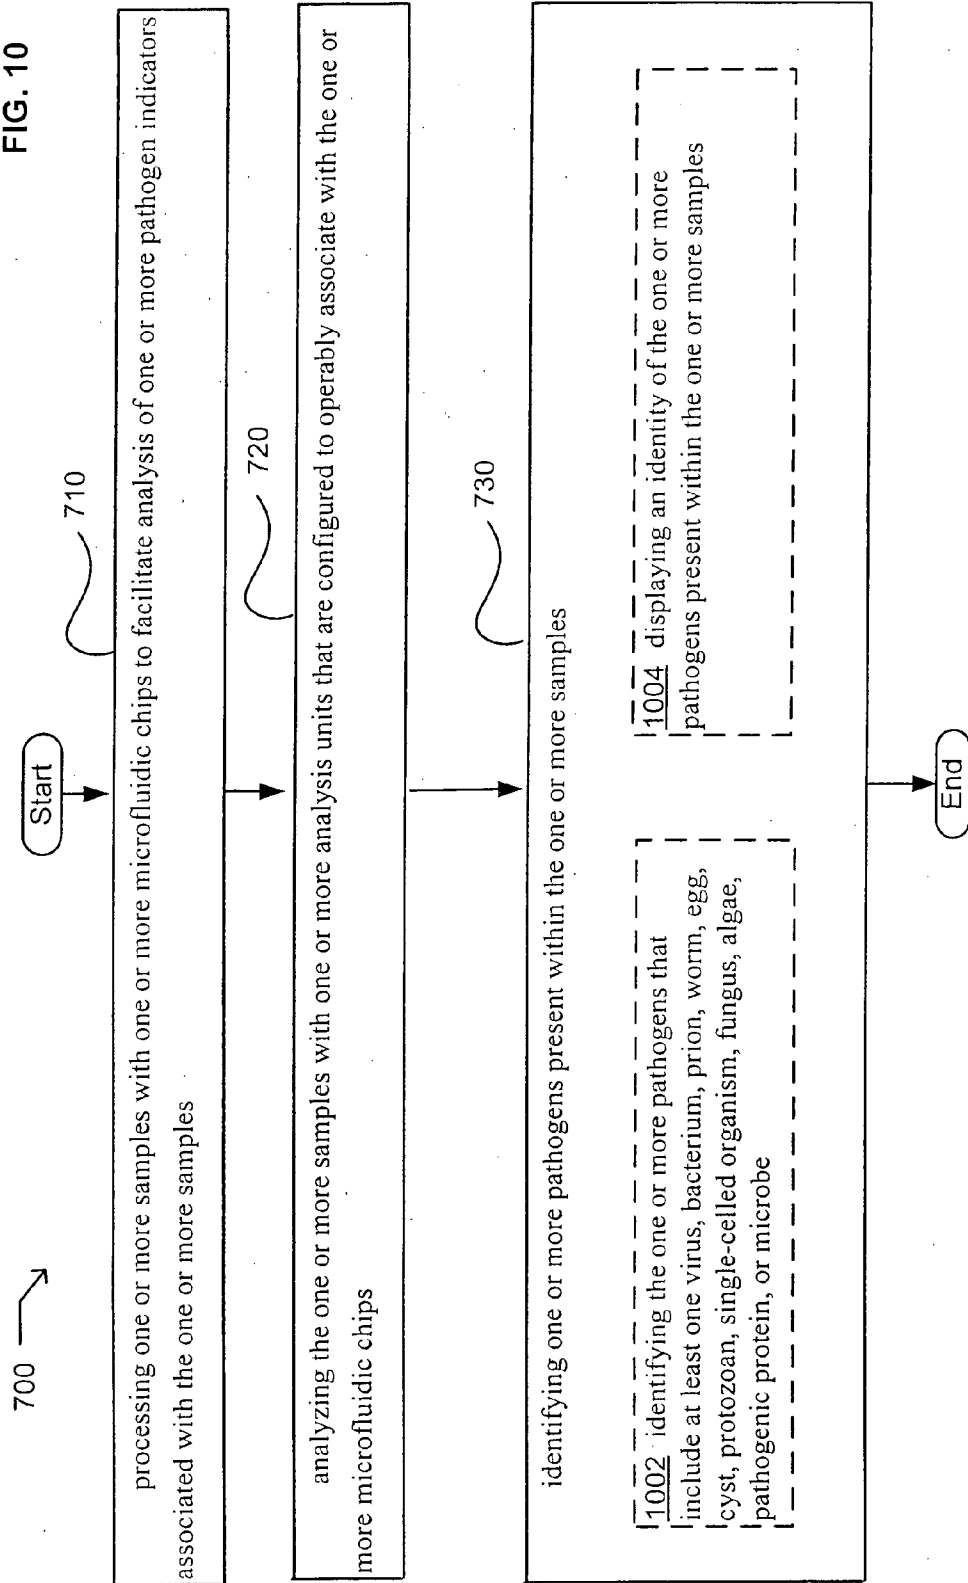 FIG. 10
700
Start
710
processing one or more samples with one or more microfluidic chips to facilitate analysis of one or more pathogen indicators
associated with the one or more samples
720
analyzing the one or more samples with one or more analysis units that are configured to operably associate with the one or
more microfluidic chips
730
identifying one or more pathogens present within the one or more samples
1002 identifying the one or more pathogens that
include at least one virus, bacterium, prion, worm, egg,
cyst, protozoan, single-celled organism, fungus, algae,
pathogenic protein, or microbe
1004 displaying an identity of the one or more
pathogens present within the one or more samples
End